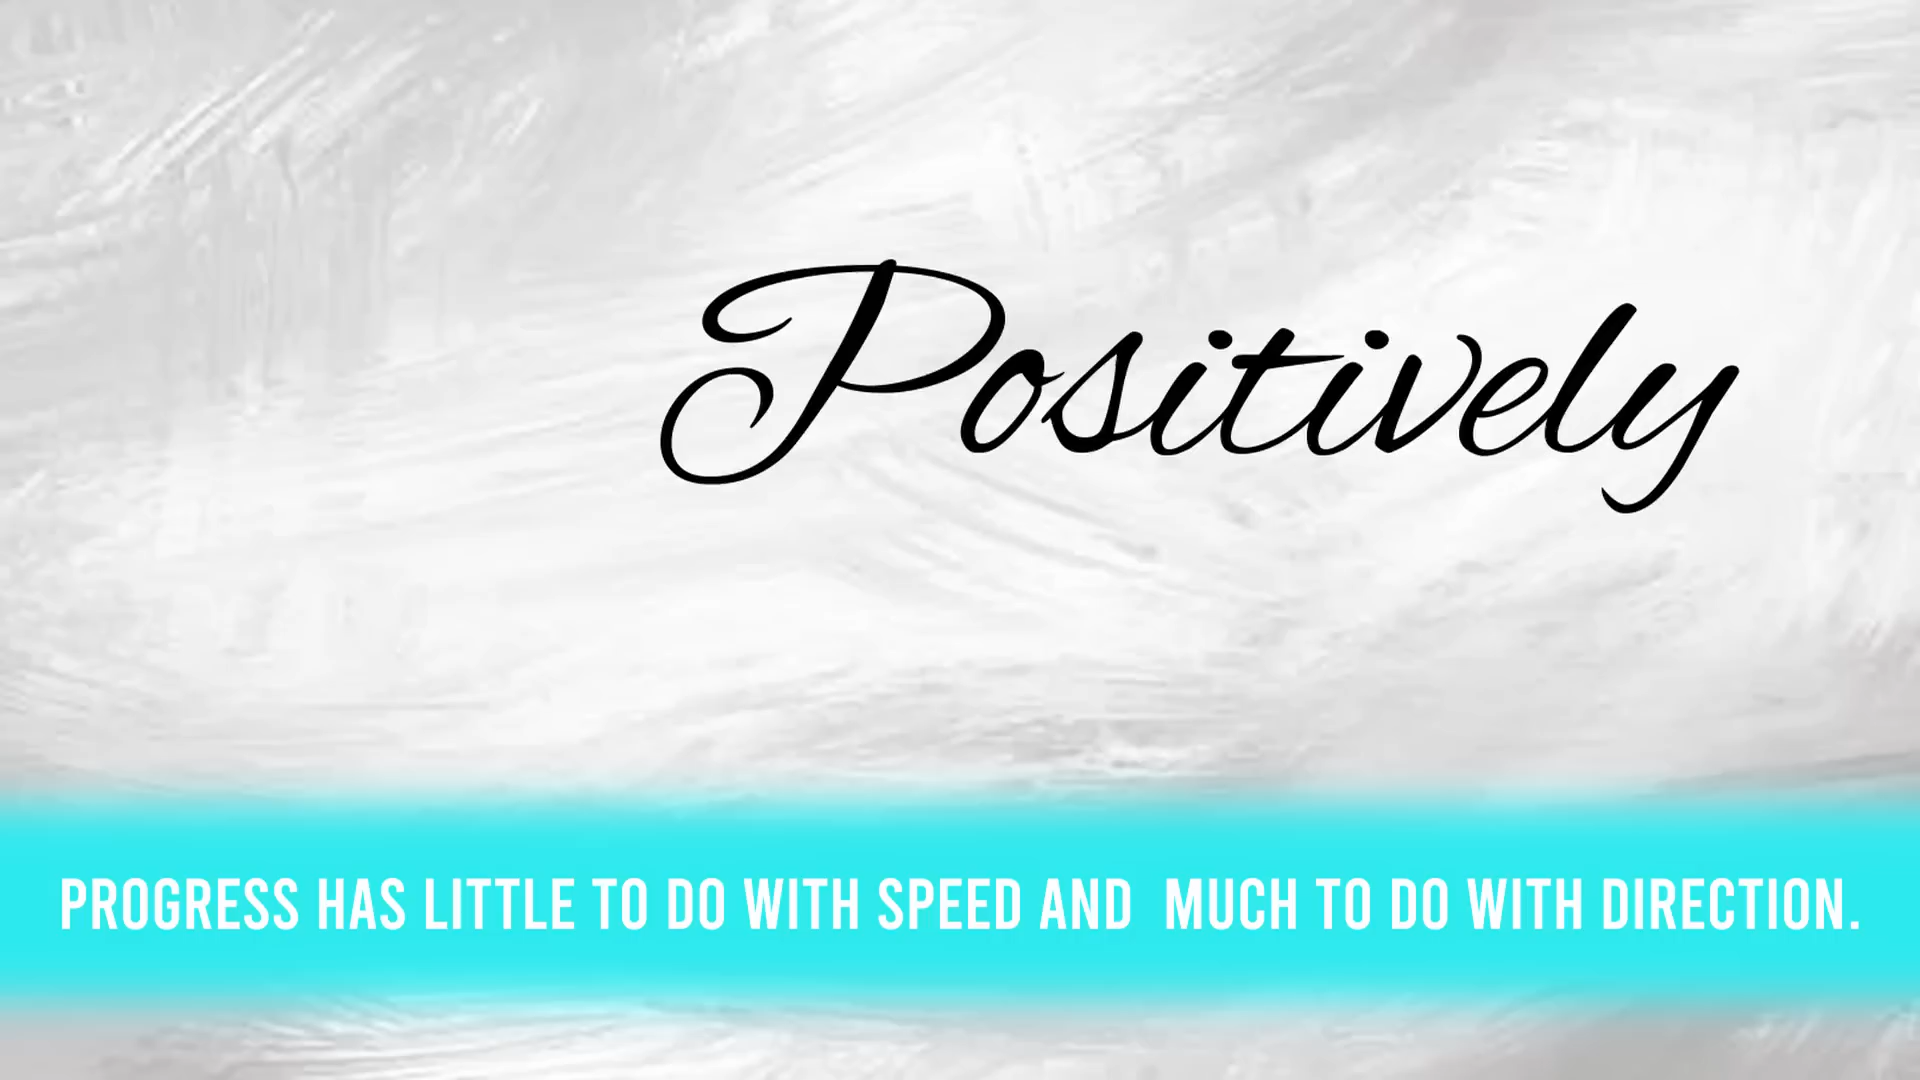 Positively
PROGRESS HAS LITTLE TO DO WITH SPEED AND  MUCH TO DO WITH DIRECTION.